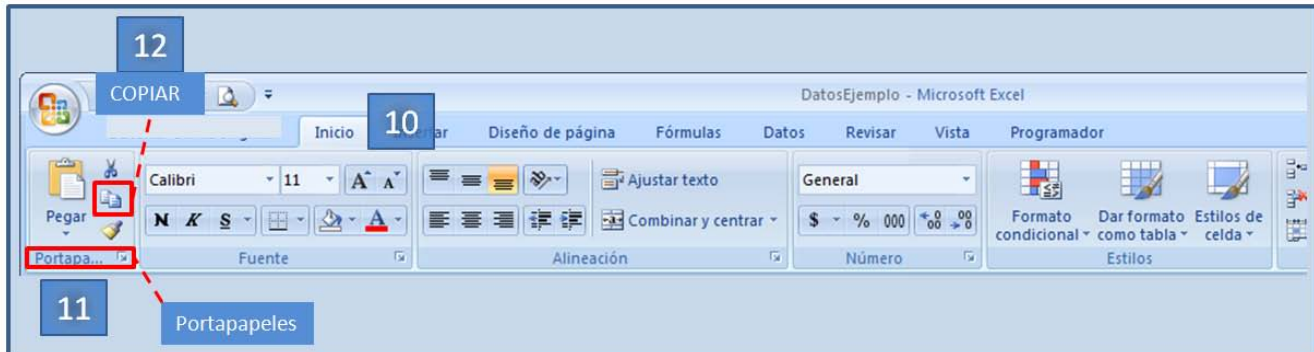 12
COPIAR
DatosEjemplo - Microsoft Excel
Inicio
10
Diseño de página
Fórmulas
Datos
Revisar
Vista
Programador
Calibri
11
A A
Ajustar texto
General
Pegar
N K S
A
Combinar y centrar
$ % 000
Formato condicional
Dar formato como tabla
Estilos de celda
Portapa...
Fuente
Alineación
Número
Estilos
11
Portapapeles